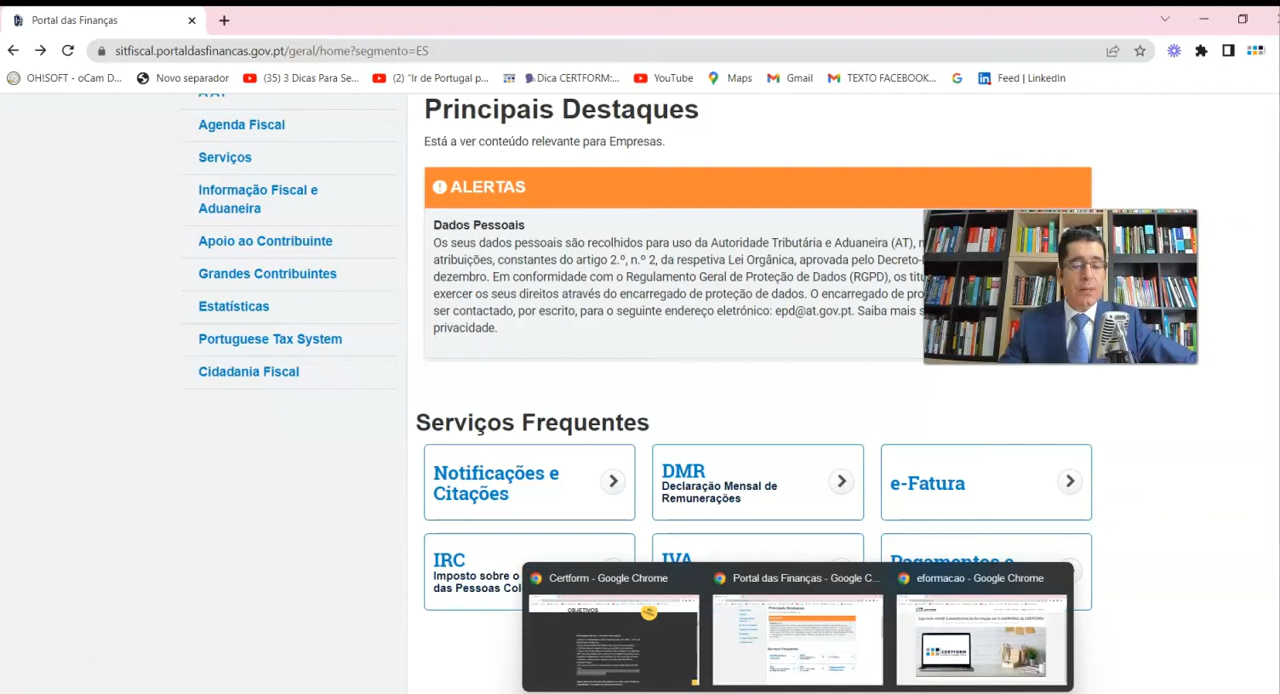 Portal das Finanças
sitfiscal.portaldasfinancas.gov.pt/geral/home?segmento=ES
OHISOFT - oCam D...
Novo separador
(35) 3 Dicas Para Se...
(2) "Ir de Portugal p...
Dica CERTFORM:...
YouTube
Maps
Gmail
TEXTO FACEBOOK...
Feed | LinkedIn
Agenda Fiscal
Serviços
Informação Fiscal e
Aduaneira
Apoio ao Contribuinte
Grandes Contribuintes
Estatísticas
Portuguese Tax System
Cidadania Fiscal
Principais Destaques
Está a ver conteúdo relevante para Empresas.
ALERTAS
Dados Pessoais
Os seus dados pessoais são recolhidos para uso da Autoridade Tributária e Aduaneira (AT),
atribuições, constantes do artigo 2.º, n.º 2, da respetiva Lei Orgânica, aprovada pelo Decreto-
dezembro. Em conformidade com o Regulamento Geral de Proteção de Dados (RGPD), os
exercer os seus direitos através do encarregado de proteção de dados. O encarregado de
ser contactado, por escrito, para o seguinte endereço eletrónico: epd@at.gov.pt. Saiba mais
privacidade.
Serviços Frequentes
Notificações e
Citações
DMR
Declaração Mensal de
Remunerações
e-Fatura
IRC
Imposto sobre o
das Pessoas
IVA
Pagamentos e
Certform - Google Chrome
Portal das Finanças - Google C...
eformacao - Google Chrome
OBJETIVOS
Principais Destaques
Serviços Frequentes
CERTFORM